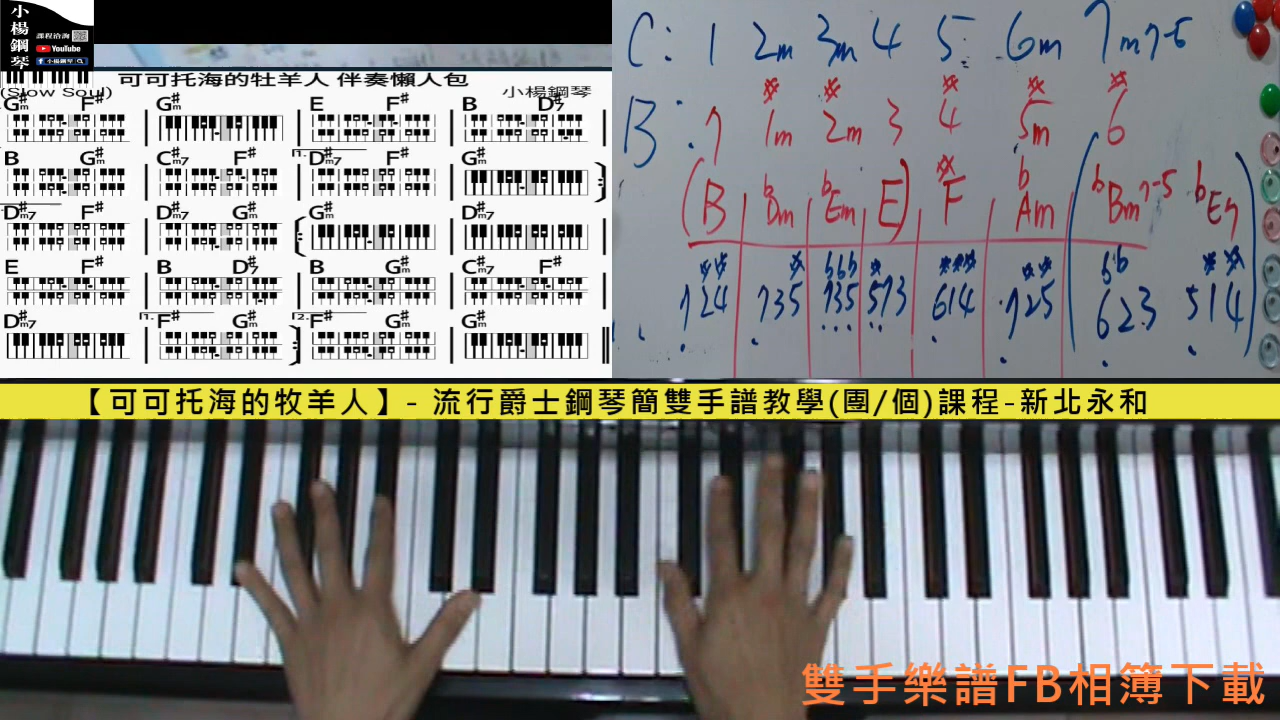 小楊鋼琴
課程洽詢
YouTube
小楊鋼琴
可可托海的牡羊人 伴奏懶人包
(Slow Soul)
小楊鋼琴
G#m F# G#m E F# B D#7
B G#m C#m7 F# 1. D#m7 F# G#m
D#m7 F# D#m7 G#m G#m D#m7
E F# B D#7 B G#m C#m7 F#
D#m7 1. F# G#m 2. F# G#m G#m
C: 1 2m 3m 4 5 6m 7m7-5
B: 7 #1m #2m 3 #4 #5m #6
(B bDm bEm E) #F bAm (bBm7-5 bE7)
【可可托海的牧羊人】- 流行爵士鋼琴簡雙手譜教學(團/個)課程-新北永和
雙手樂譜FB相簿下載